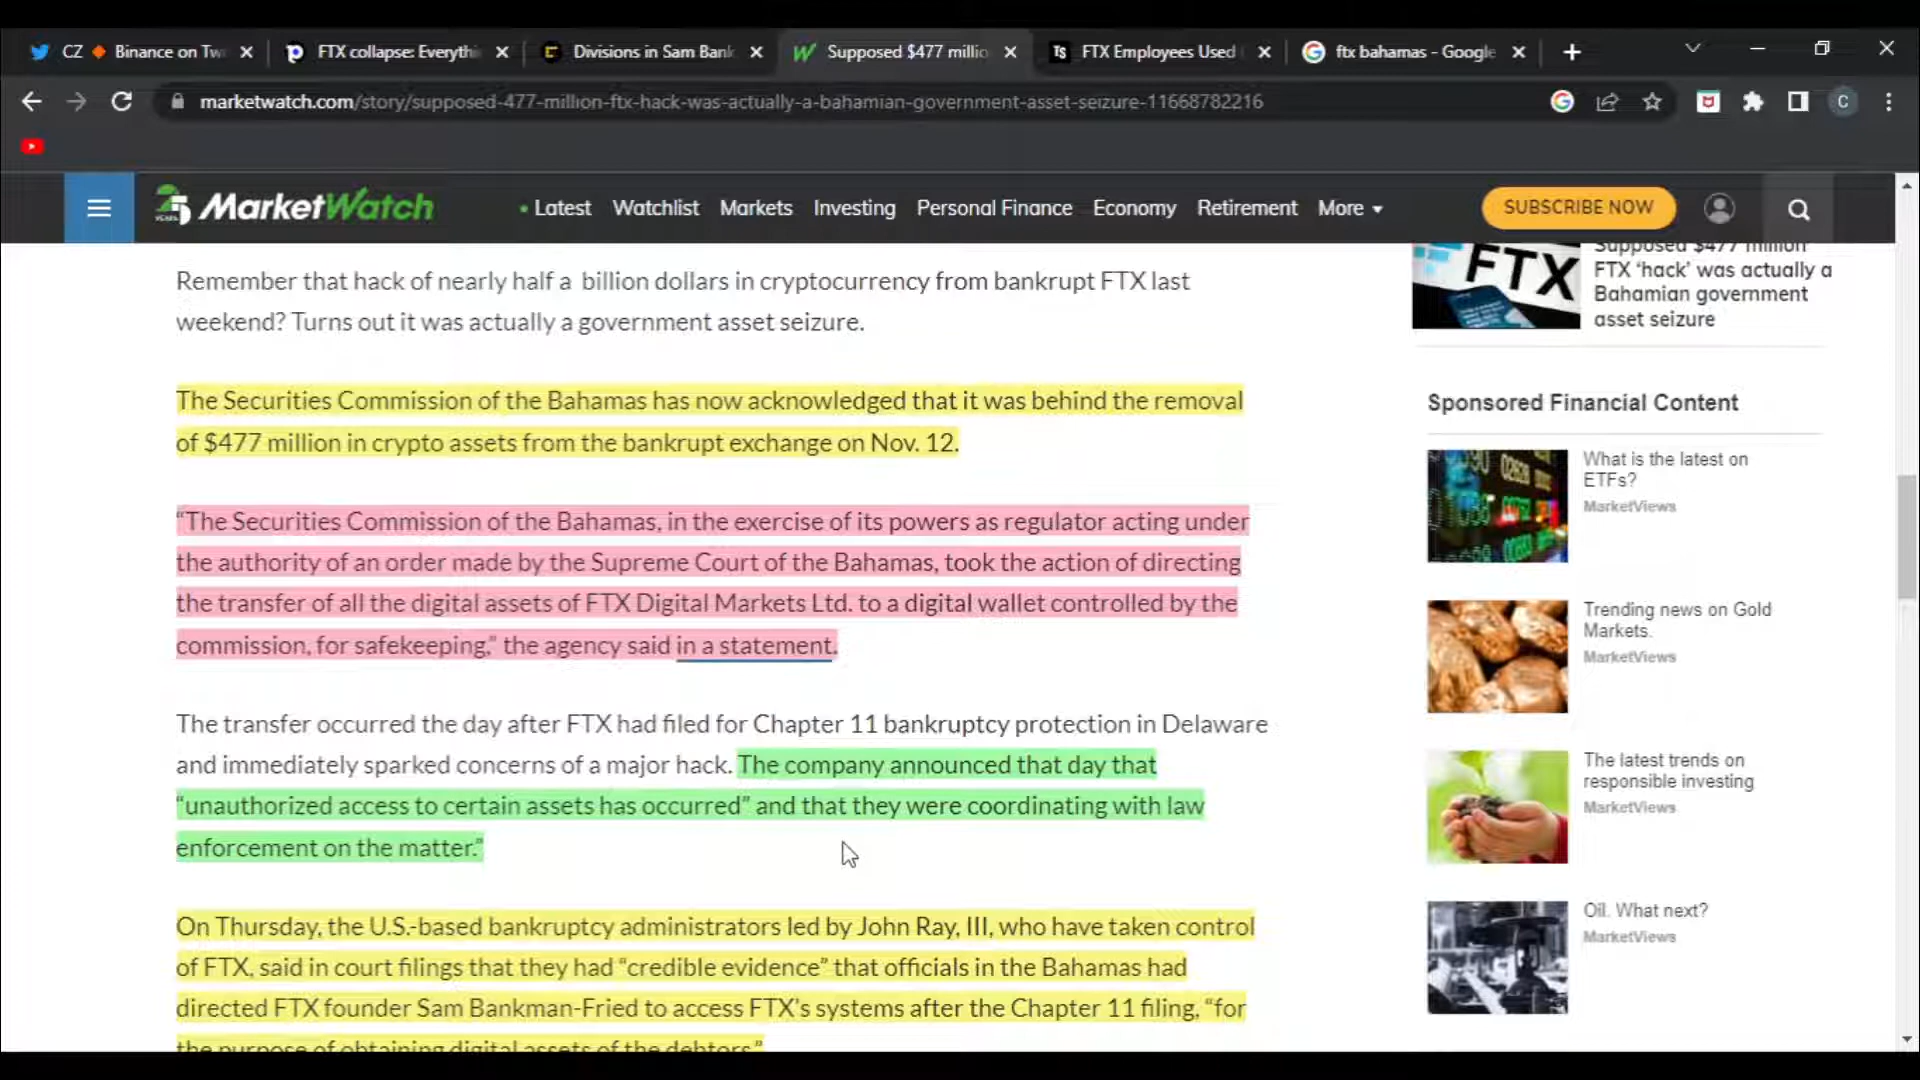 CZ 🔸 Binance on Tw
FTX collapse: Everythi
Divisions in Sam Bank
Supposed $477 millio
FTX Employees Used
ftx bahamas - Google
marketwatch.com/story/supposed-477-million-ftx-hack-was-actually-a-bahamian-government-asset-seizure-11668782216
C
25 YEARS MarketWatch
• Latest
Watchlist
Markets
Investing
Personal Finance
Economy
Retirement
More
SUBSCRIBE NOW
Remember that hack of nearly half a billion dollars in cryptocurrency from bankrupt FTX last
weekend? Turns out it was actually a government asset seizure.
The Securities Commission of the Bahamas has now acknowledged that it was behind the removal
of $477 million in crypto assets from the bankrupt exchange on Nov. 12.
“The Securities Commission of the Bahamas, in the exercise of its powers as regulator acting under
the authority of an order made by the Supreme Court of the Bahamas, took the action of directing
the transfer of all the digital assets of FTX Digital Markets Ltd. to a digital wallet controlled by the
commission, for safekeeping,” the agency said in a statement.
The transfer occurred the day after FTX had filed for Chapter 11 bankruptcy protection in Delaware
and immediately sparked concerns of a major hack. The company announced that day that
“unauthorized access to certain assets has occurred” and that they were coordinating with law
enforcement on the matter.”
On Thursday, the U.S.-based bankruptcy administrators led by John Ray, III, who have taken control
of FTX, said in court filings that they had “credible evidence” that officials in the Bahamas had
directed FTX founder Sam Bankman-Fried to access FTX’s systems after the Chapter 11 filing, “for
the purpose of obtaining digital assets of the debtors.”
FTX
Supposed $477 million
FTX ‘hack’ was actually a
Bahamian government
asset seizure
Sponsored Financial Content
What is the latest on
ETFs?
MarketViews
Trending news on Gold
Markets.
MarketViews
The latest trends on
responsible investing
MarketViews
Oil. What next?
MarketViews